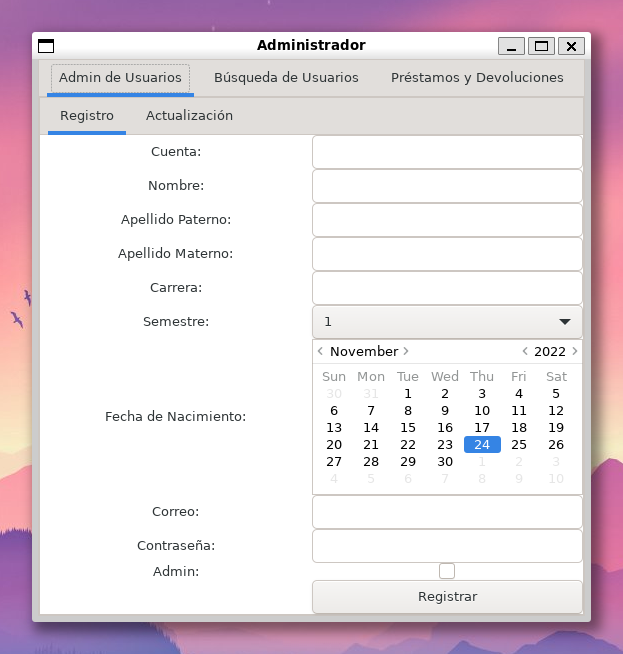 Administrador
Admin de Usuarios Búsqueda de Usuarios Préstamos y Devoluciones
Registro Actualización
Cuenta:
Nombre:
Apellido Paterno:
Apellido Materno:
Carrera:
Semestre: 1
November 2022
Sun Mon Tue Wed Thu Fri Sat
30 31 1 2 3 4 5
6 7 8 9 10 11 12
13 14 15 16 17 18 19
Fecha de Nacimiento:
20 21 22 23 24 25 26
27 28 29 30 1 2 3
4 5 6 7 8 9 10
Correo:
Contraseña:
Admin:
Registrar